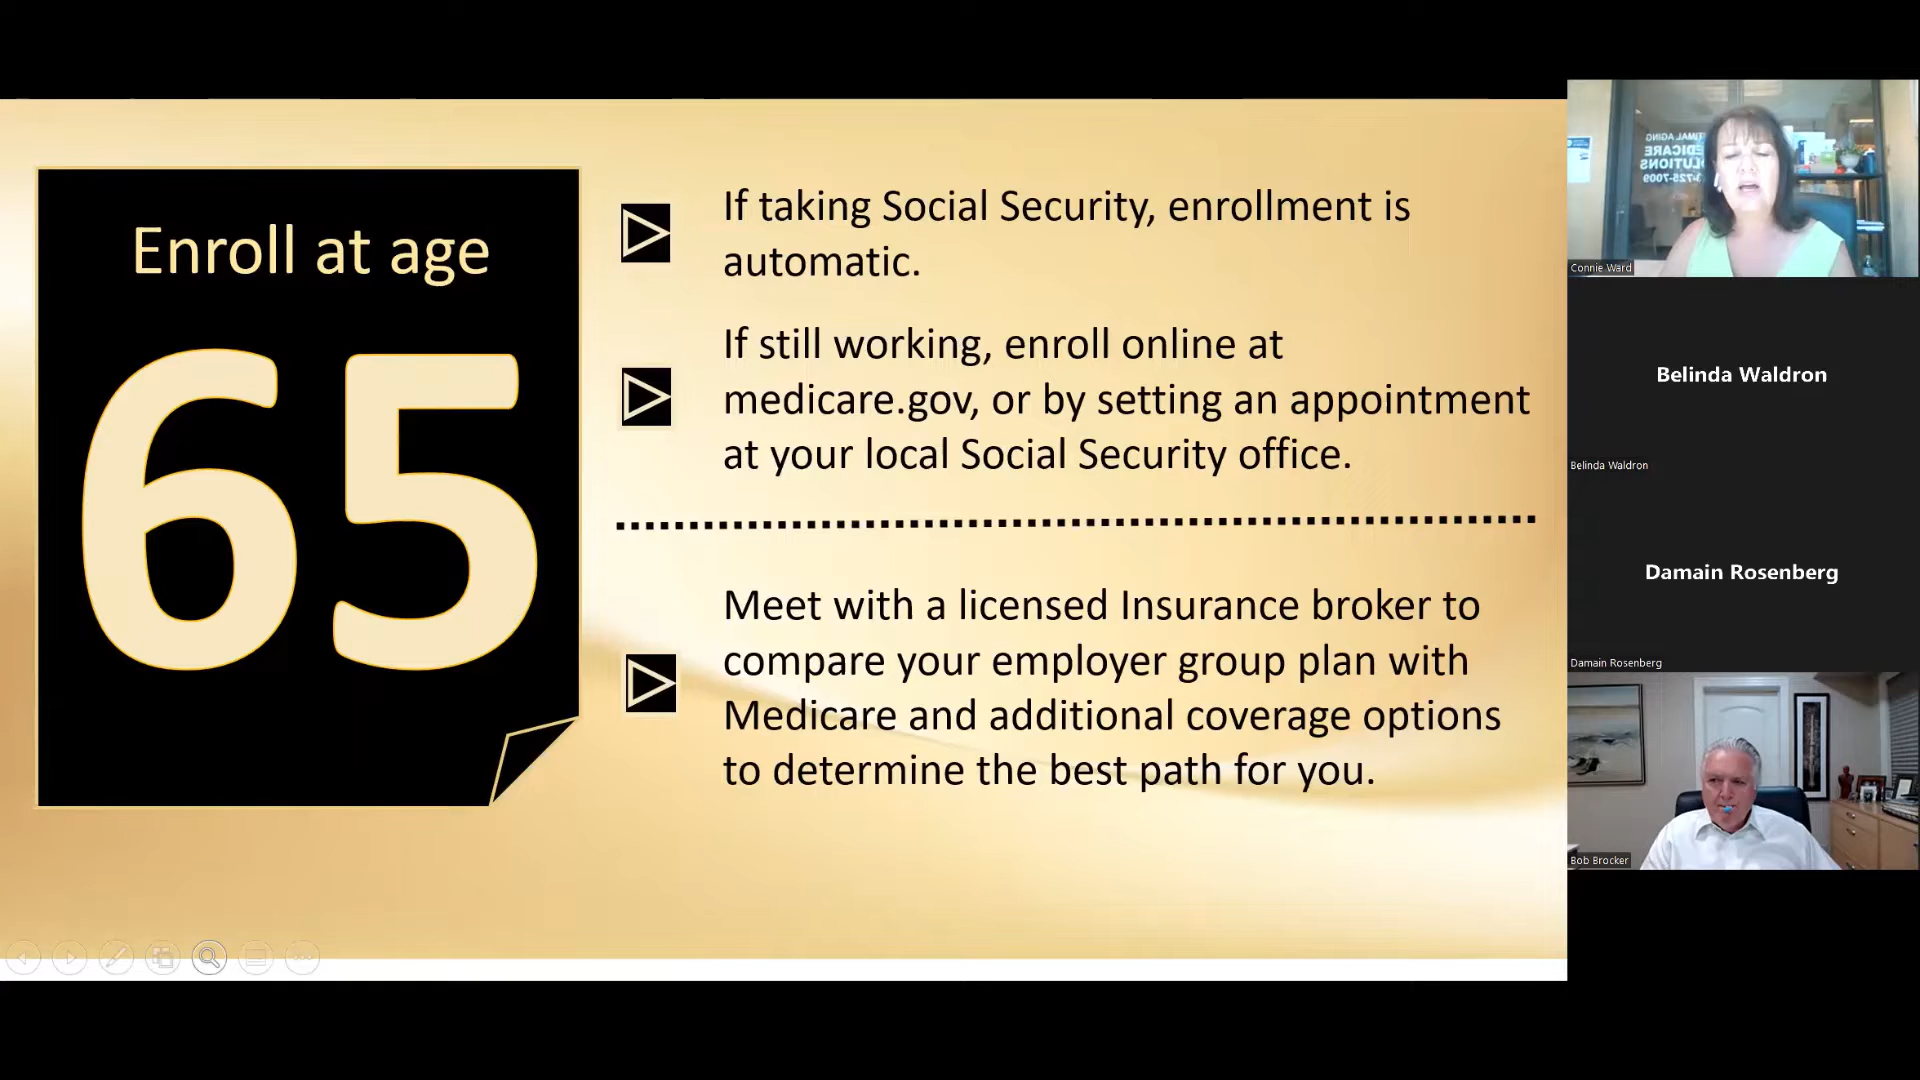 Enroll at age
65
If taking Social Security, enrollment is
automatic.
If still working, enroll online at
medicare.gov, or by setting an appointment
at your local Social Security office.
Meet with a licensed Insurance broker to
compare your employer group plan with
Medicare and additional coverage options
to determine the best path for you.
Connie Ward
Belinda Waldron
Belinda Waldron
Damain Rosenberg
Damain Rosenberg
Bob Brocker